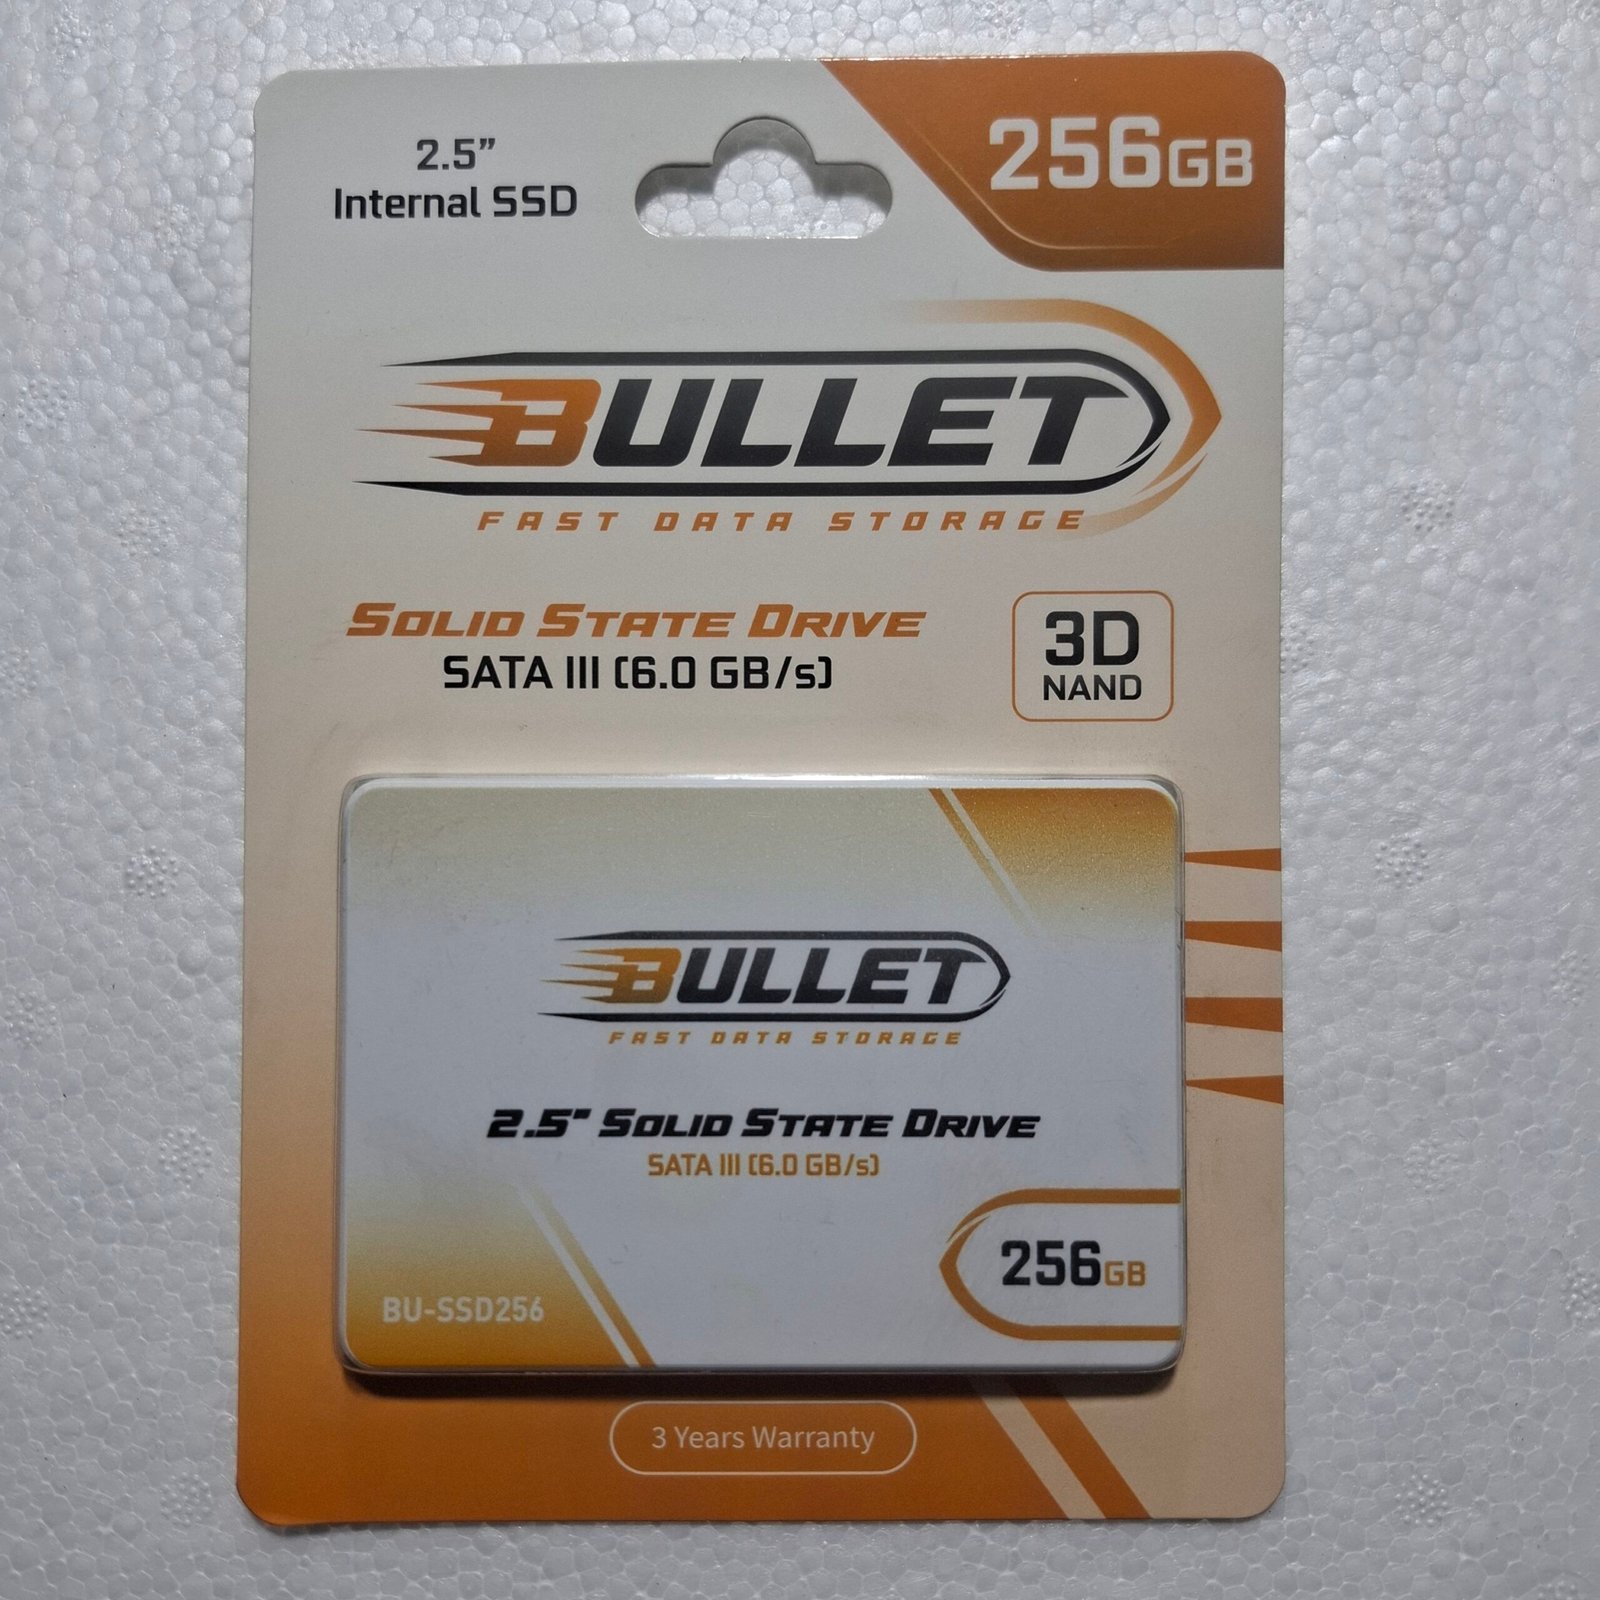 2.5”
Internal SSD
256GB
BULLET
FAST DATA STORAGE
SOLID STATE DRIVE
SATA III (6.0 GB/s)
3D
NAND
BULLET
FAST DATA STORAGE
2.5" SOLID STATE DRIVE
SATA III (6.0 GB/s)
256GB
BU-SSD256
3 Years Warranty